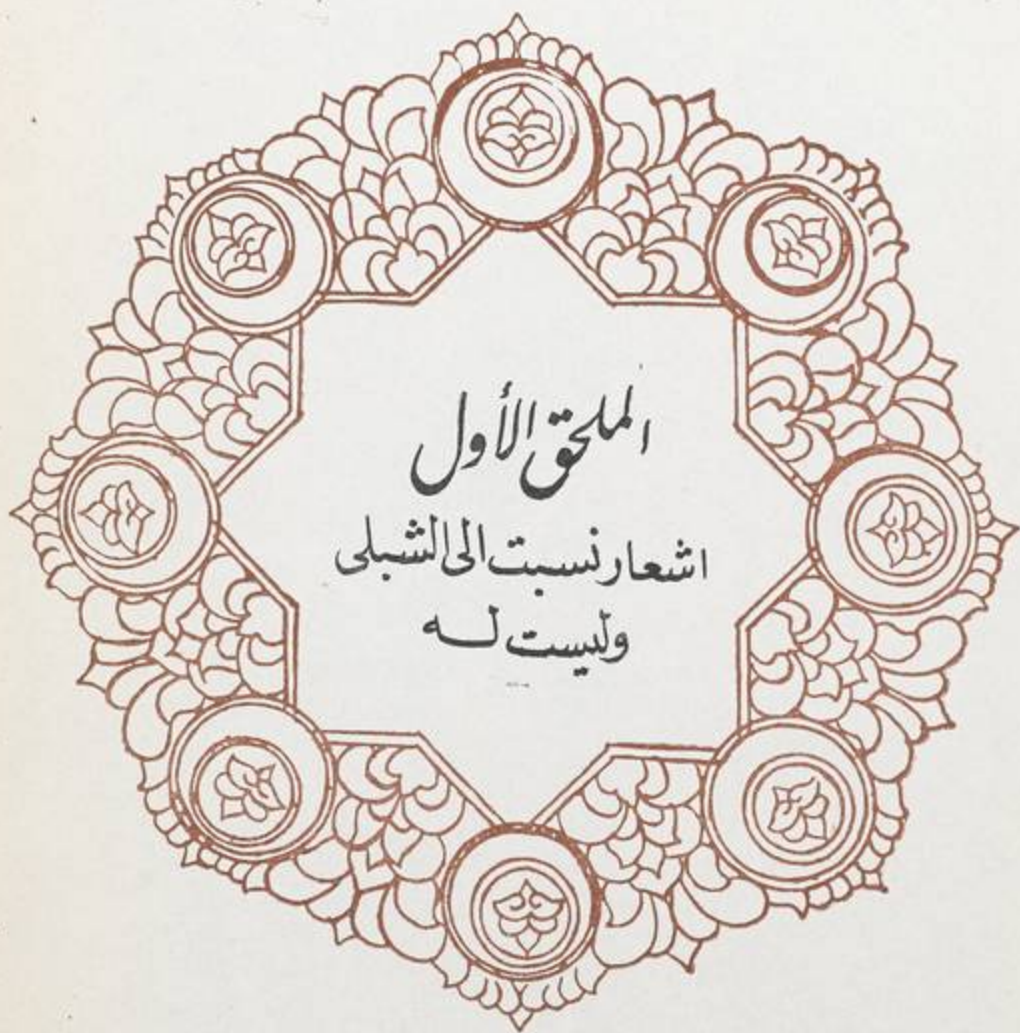 الملحق الأول
اشعار نسبت الى الشبلى
وليست له